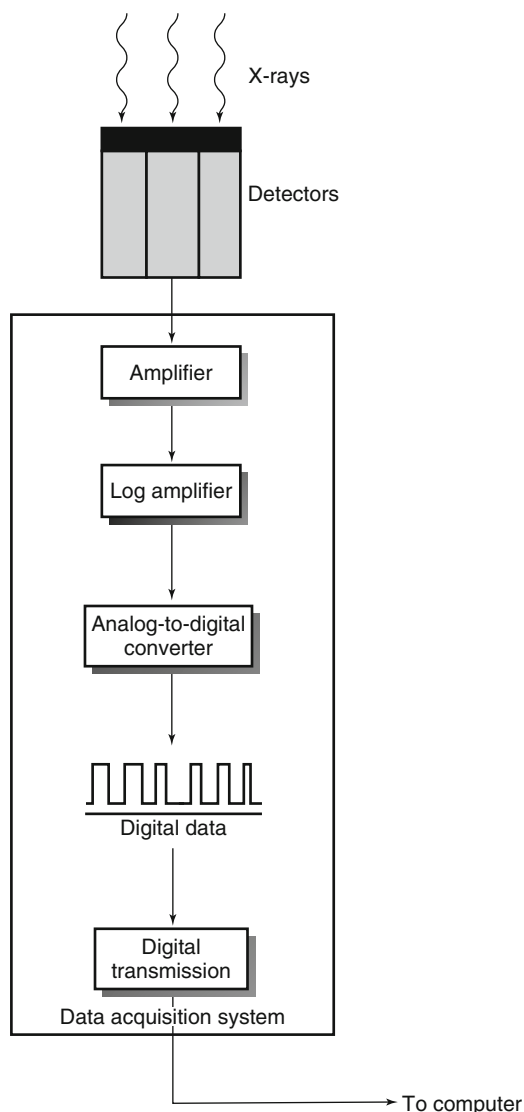 X-rays
Detectors
Amplifier
Log amplifier
Analog-to-digital
converter
Digital data
Digital
transmission
Data acquisition system
To computer